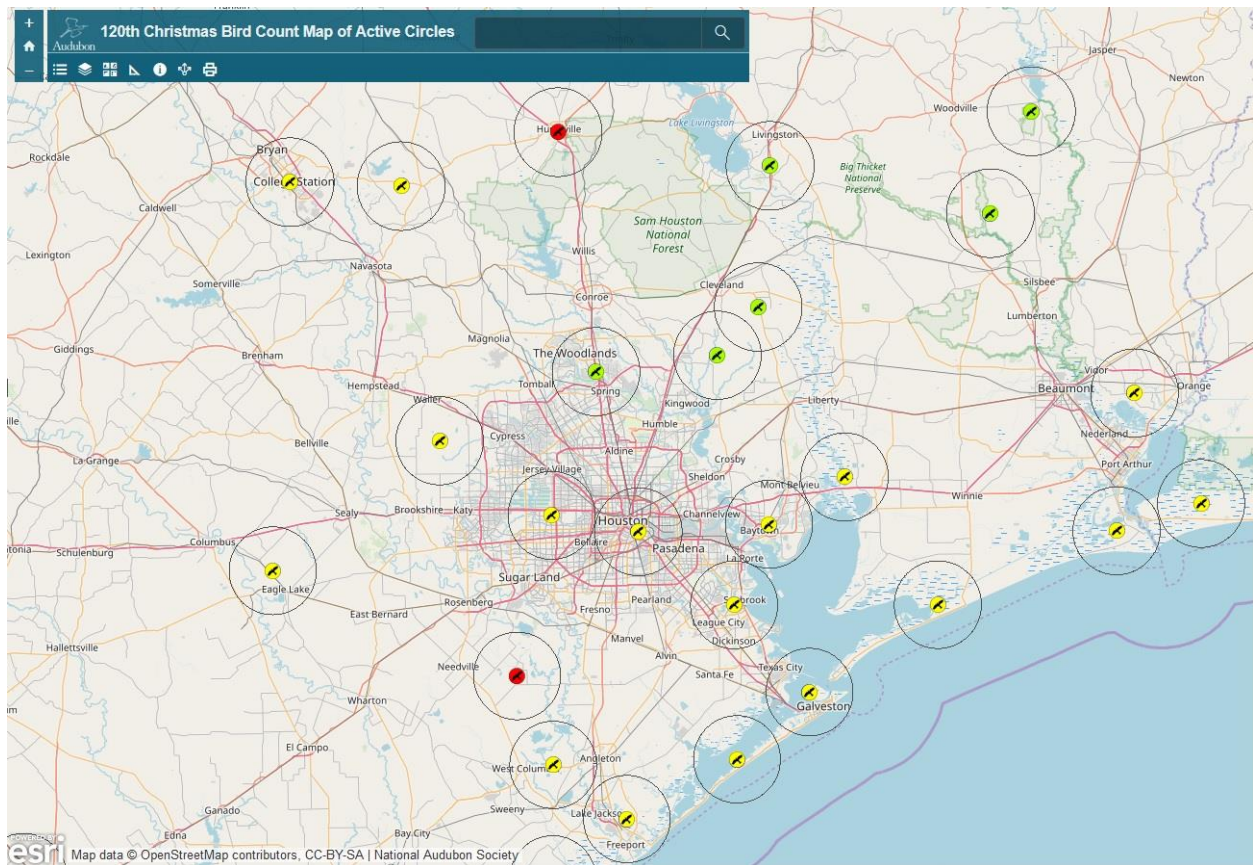 Franklin
+
Audubon
120th Christmas Bird Count Map of Active Circles
−
Jasper
Newton
Woodville
Huntsville
Lake Livingston
Livingston
Rockdale
Bryan
College Station
Big Thicket
National
Preserve
Caldwell
Sam Houston
National
Forest
Lexington
Willis
Navasota
Somerville
Cleveland
Silsbee
Conroe
Lumberton
Giddings
Magnolia
The Woodlands
Brenham
Tomball
Spring
Hempstead
Vidor
Orange
Beaumont
Waller
Kingwood
Liberty
Humble
Cypress
Nederland
Bellville
Aldine
La Grange
Crosby
Port Arthur
Jersey Village
Sheldon
Mont Belvieu
Winnie
Sealy
Brookshire
Katy
Houston
Channelview
Columbus
Baytown
Schulenburg
Bellaire
Pasadena
La Porte
Sugar Land
Eagle Lake
Rosenberg
Fresno
Pearland
Seabrook
East Bernard
League City
Manvel
Dickinson
Hallettsville
Alvin
Needville
Texas City
Santa Fe
Wharton
Galveston
El Campo
Angleton
West Columbia
Sweeny
Lake Jackson
Ganado
Edna
Bay City
Freeport
POWERED BY
esri
Map data © OpenStreetMap contributors, CC-BY-SA | National Audubon Society